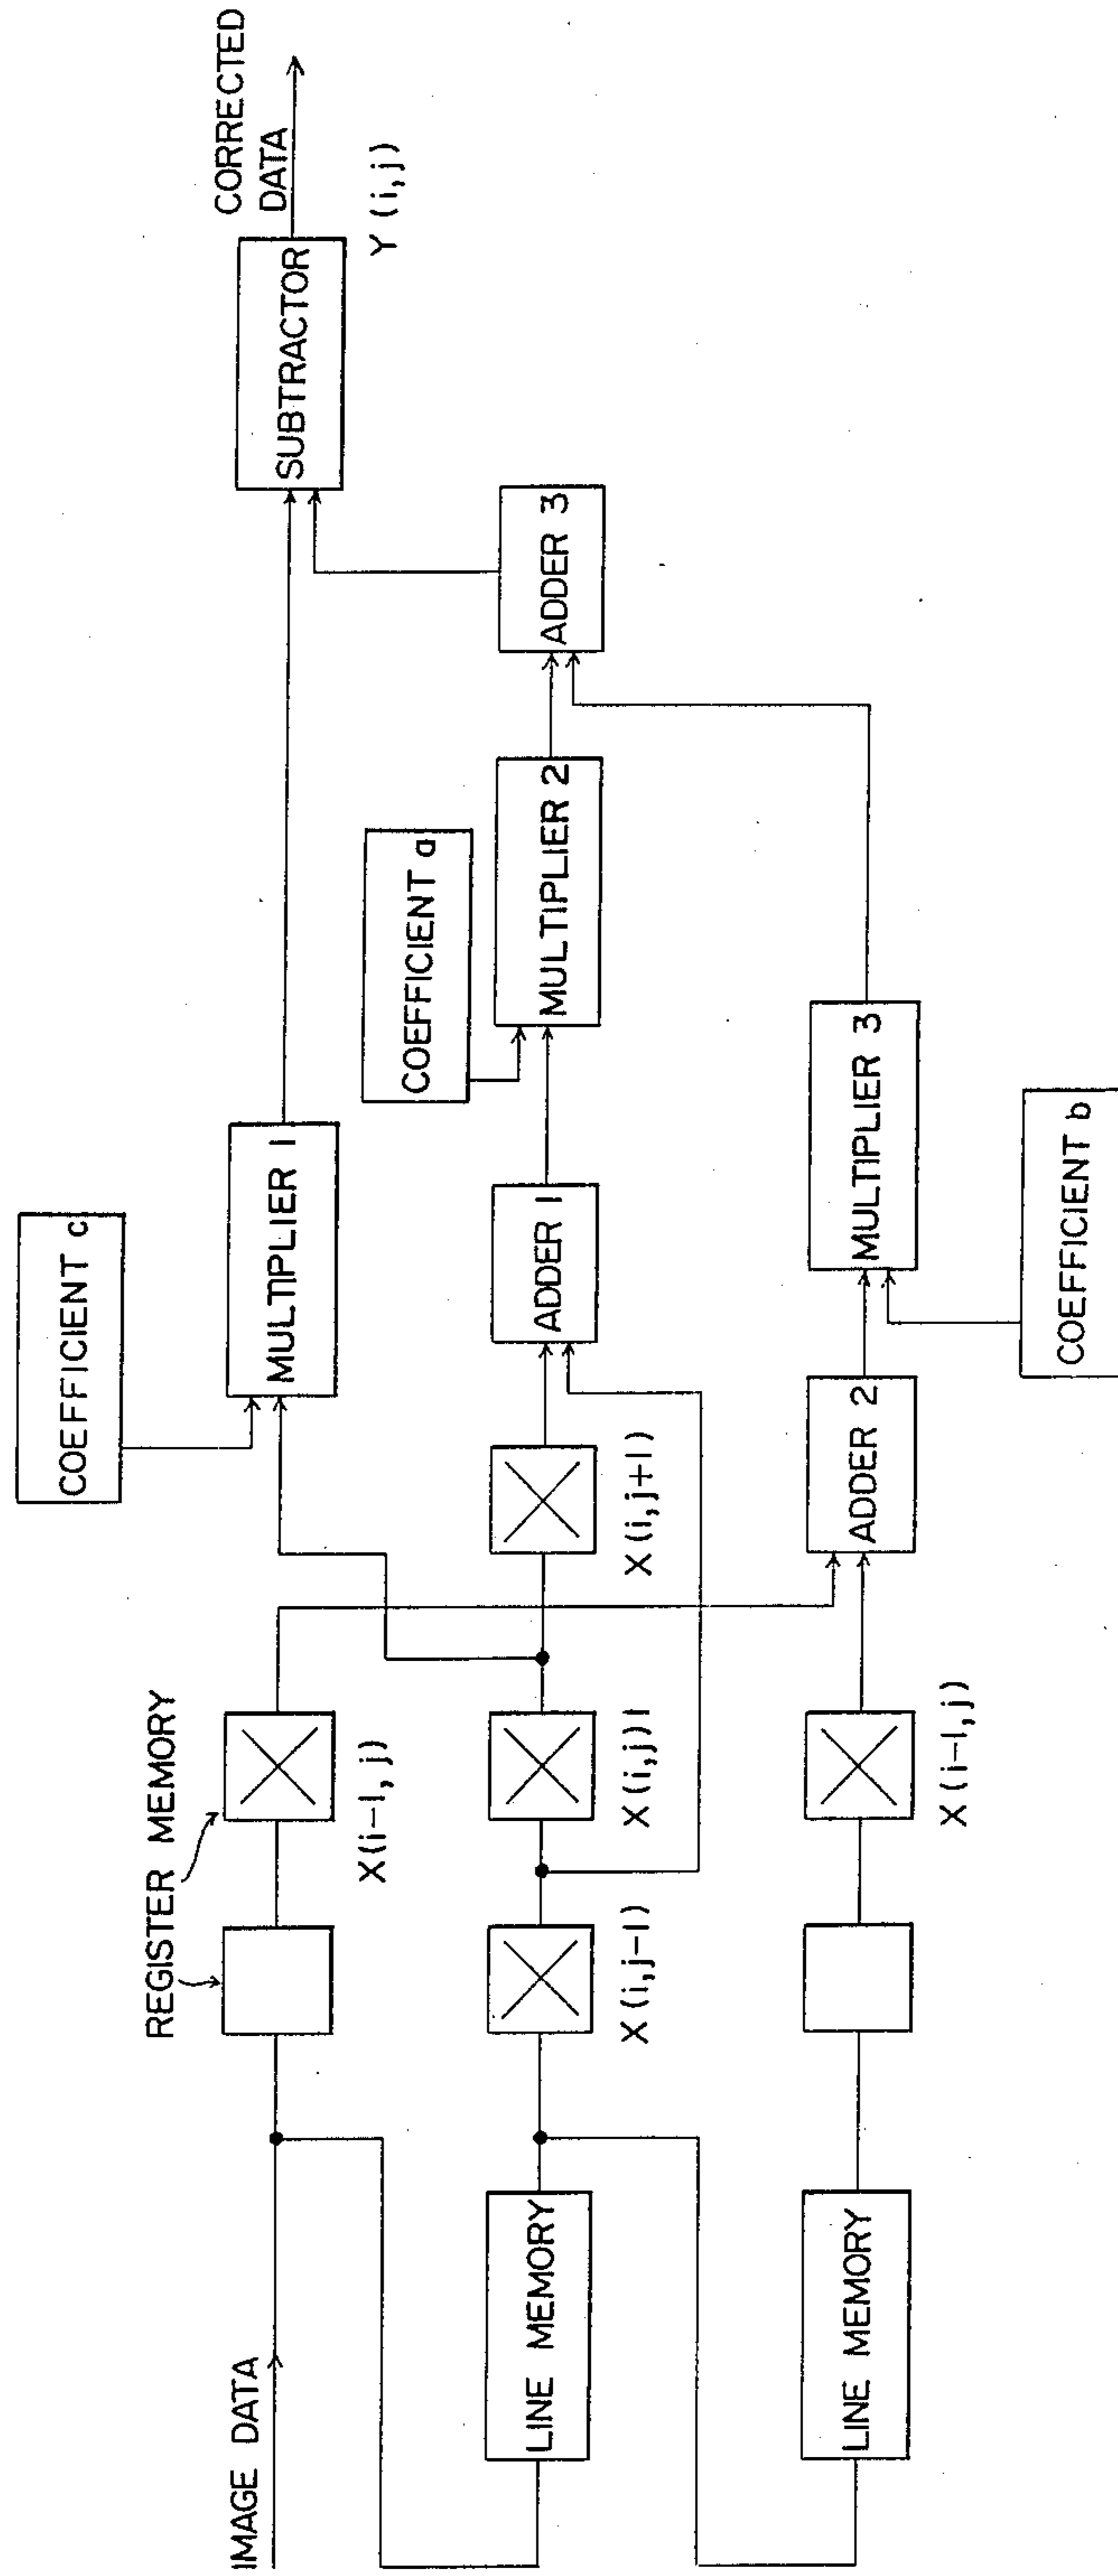 IMAGE DATA
REGISTER MEMORY
X(i-1, j)
COEFFICIENT c
MULTIPLIER 1
SUBTRACTOR
CORRECTED
DATA
Y (i, j)
LINE MEMORY
X (i, j-1)
X(i, j)1
X (i, j+1)
ADDER 1
COEFFICIENT a
MULTIPLIER 2
ADDER 3
LINE MEMORY
X (i-1, j)
ADDER 2
MULTIPLIER 3
COEFFICIENT b